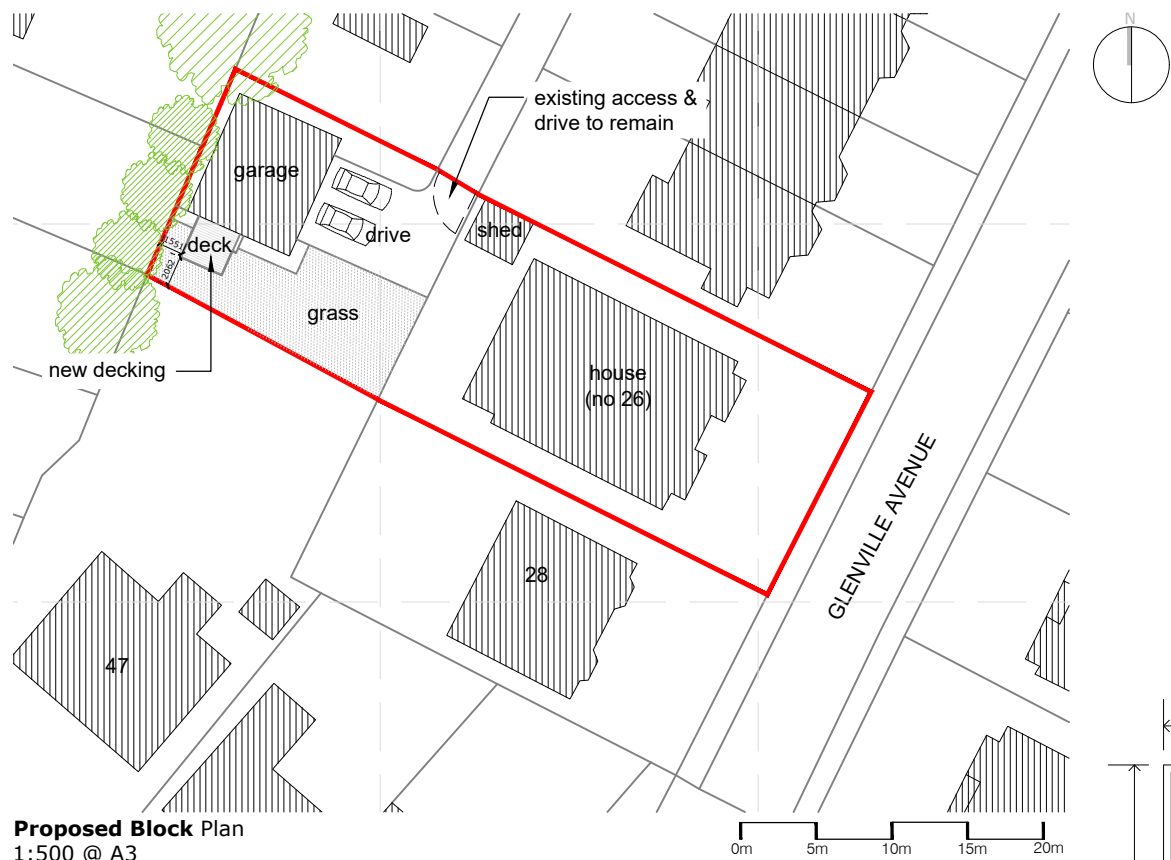 N
existing access &
drive to remain
garage
shed
drive
deck
1551
2062
grass
new decking
house
(no 26)
GLENVILLE AVENUE
28
47
Proposed Block Plan
1:500 @ A3
0m 5m 10m 15m 20m